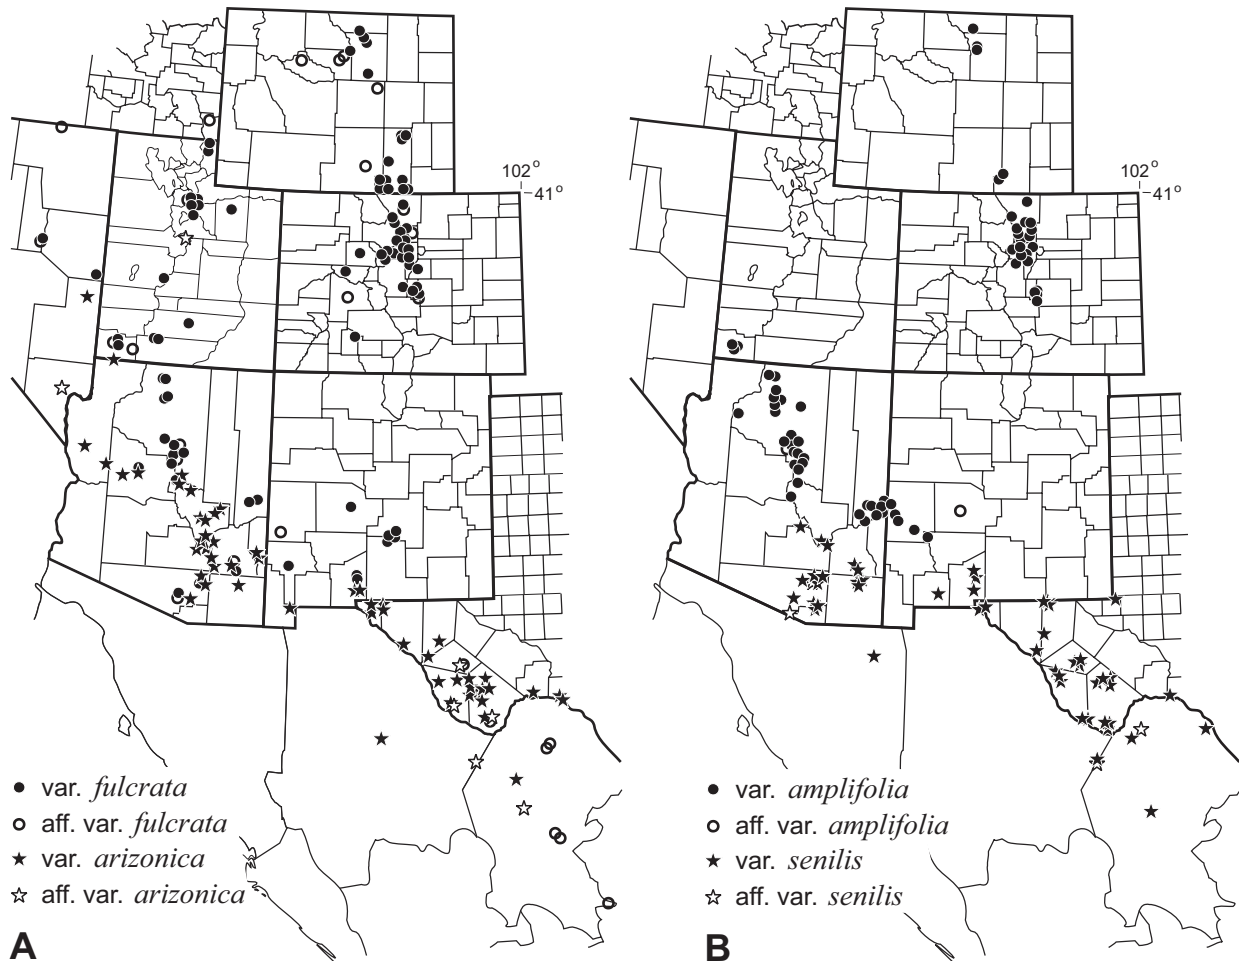 102°
41°
var. fulcrata
aff. var. fulcrata
var. arizonica
aff. var. arizonica
A
102°
41°
var. amplifolia
aff. var. amplifolia
var. senilis
aff. var. senilis
B